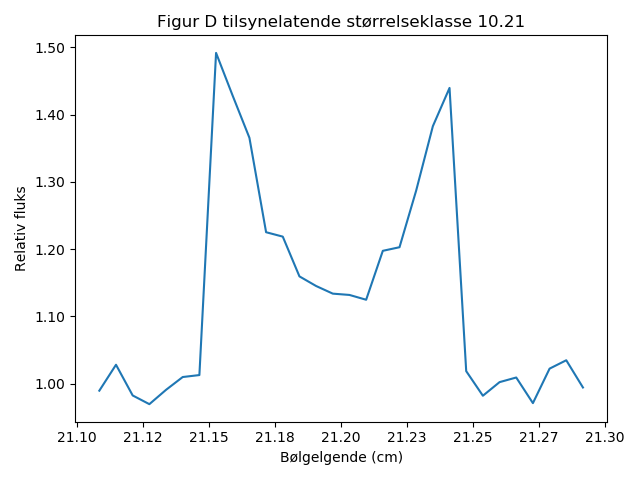 Figur D tilsynelatende størrelseklasse 10.21
1.50
1.40
1.30
1.20
1.10
1.00
Relativ fluks
21.10 21.12 21.15 21.18 21.20 21.23 21.25 21.27 21.30
Bølgelgende (cm)